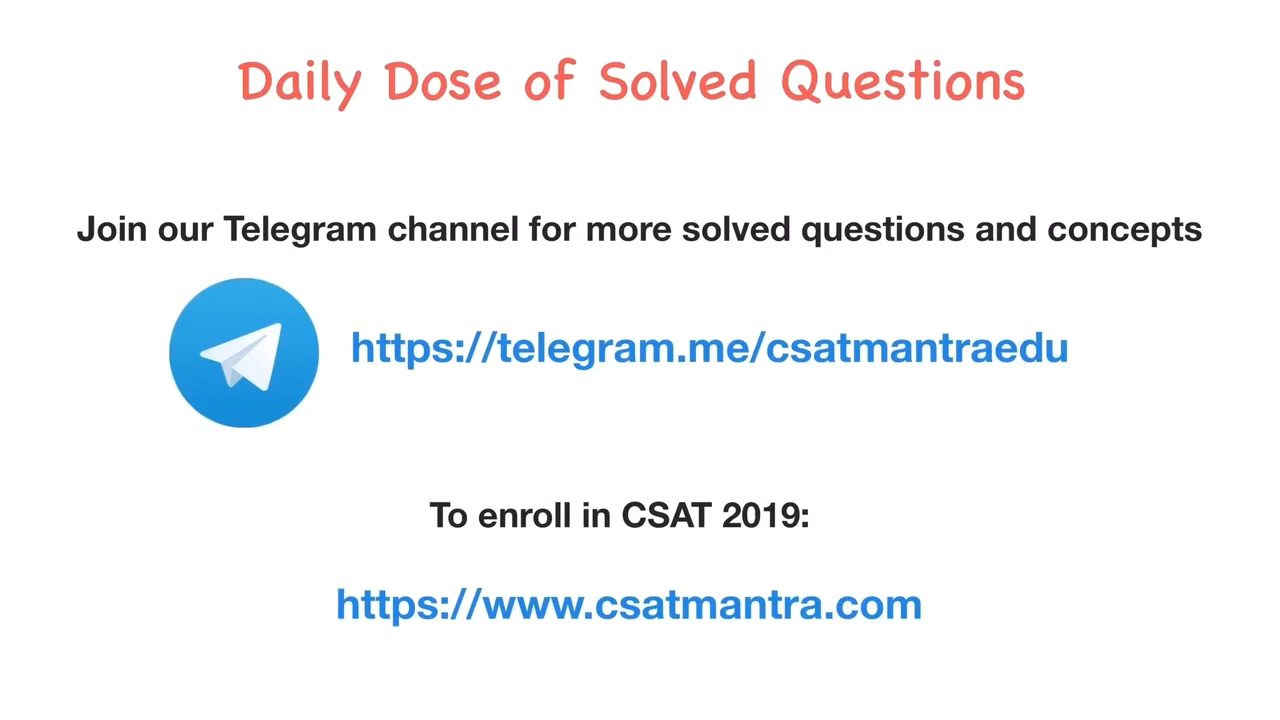 Daily Dose of Solved Questions
Join our Telegram channel for more solved questions and concepts
https://telegram.me/csatmantraedu
To enroll in CSAT 2019:
https://www.csatmantra.com